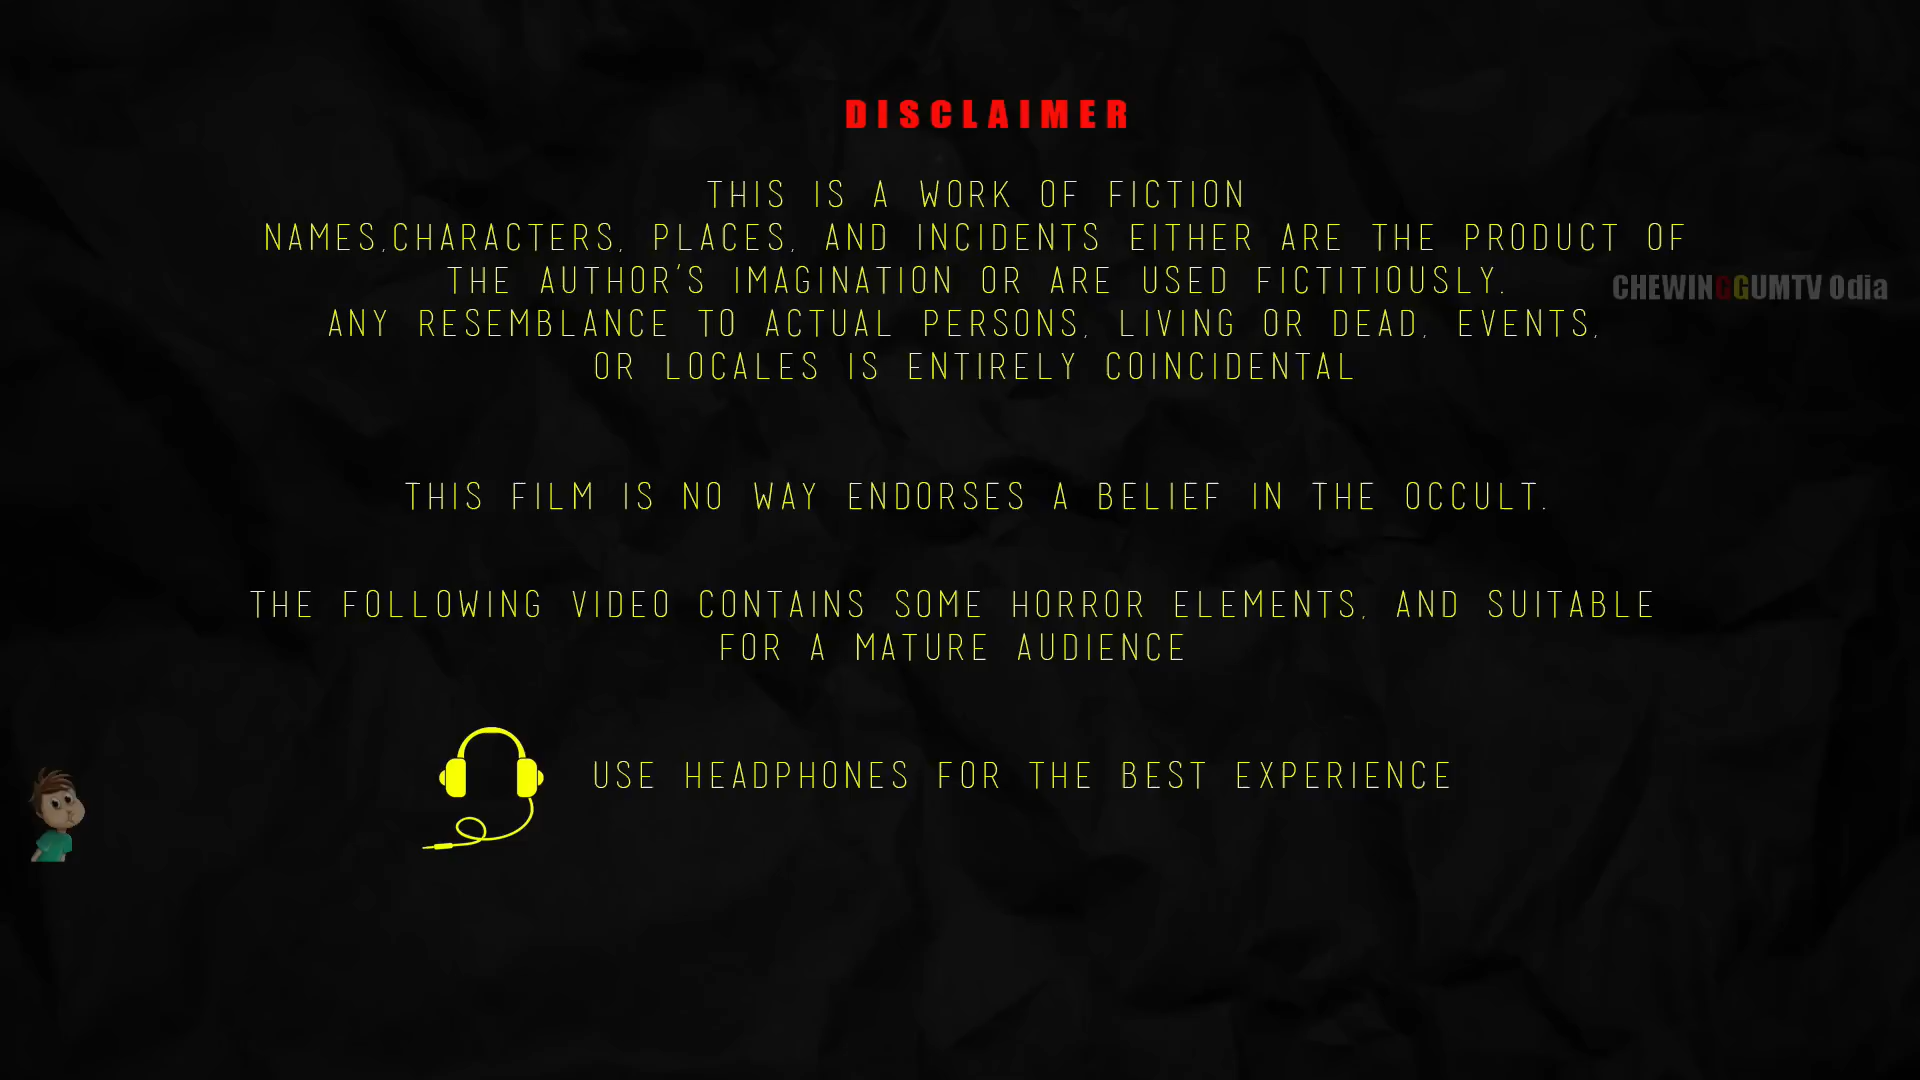 DISCLAIMER
THIS IS A WORK OF FICTION
NAMES,CHARACTERS, PLACES, AND INCIDENTS EITHER ARE THE PRODUCT OF
THE AUTHOR'S IMAGINATION OR ARE USED FICTITIOUSLY.
CHEWINGGUMTV Odia
ANY RESEMBLANCE TO ACTUAL PERSONS, LIVING OR DEAD, EVENTS,
OR LOCALES IS ENTIRELY COINCIDENTAL
THIS FILM IS NO WAY ENDORSES A BELIEF IN THE OCCULT.
THE FOLLOWING VIDEO CONTAINS SOME HORROR ELEMENTS, AND SUITABLE
FOR A MATURE AUDIENCE
USE HEADPHONES FOR THE BEST EXPERIENCE